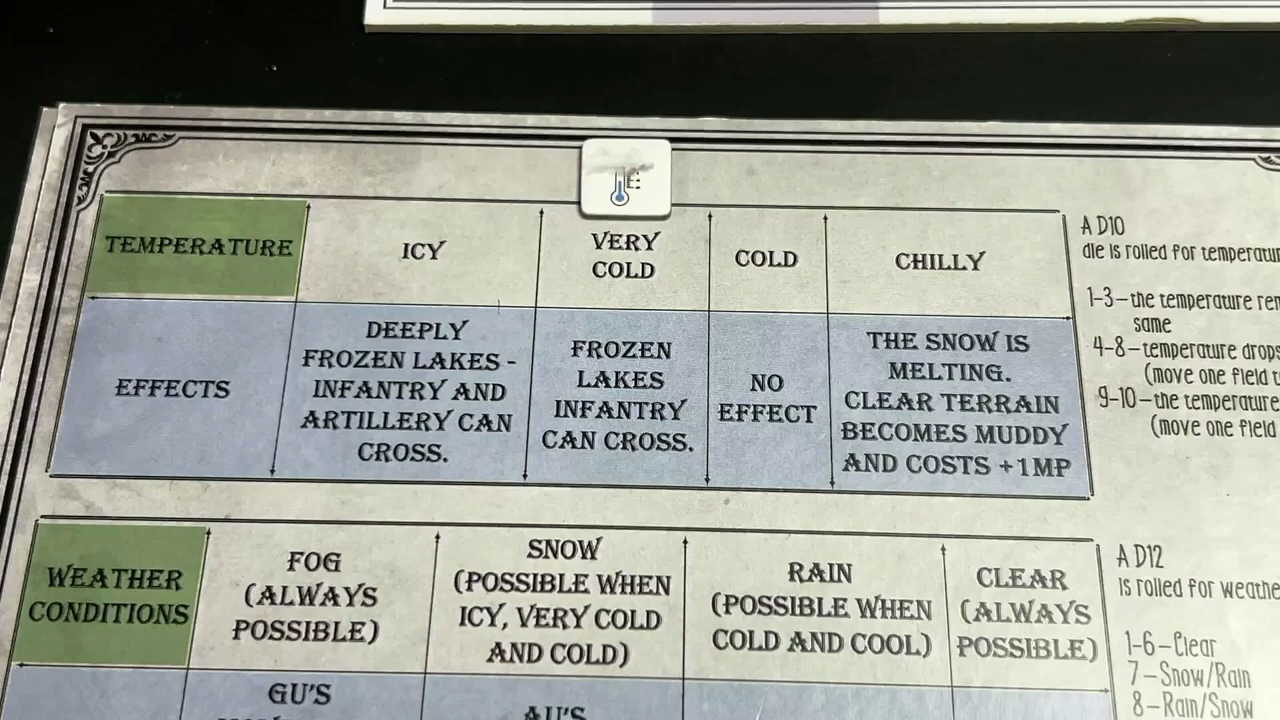 TEMPERATURE
ICY
VERY
COLD
COLD
CHILLY
EFFECTS
DEEPLY
FROZEN LAKES -
INFANTRY AND
ARTILLERY CAN
CROSS.
FROZEN
LAKES
INFANTRY
CAN CROSS.
NO
EFFECT
THE SNOW IS
MELTING.
CLEAR TERRAIN
BECOMES MUDDY
AND COSTS +1MP
A D10
die is rolled for
1-3-the temperature
same
4-8-temperature drops
(move one field
9-10-the temperature
(move one field
WEATHER
CONDITIONS
FOG
(ALWAYS
POSSIBLE)
SNOW
(POSSIBLE WHEN
ICY, VERY COLD
AND COLD)
RAIN
(POSSIBLE WHEN
COLD AND COOL)
CLEAR
(ALWAYS
POSSIBLE)
GU'S
AU'S
A D12
is rolled for
1-6-Clear
7-Snow/Rain
8-Rain/Snow